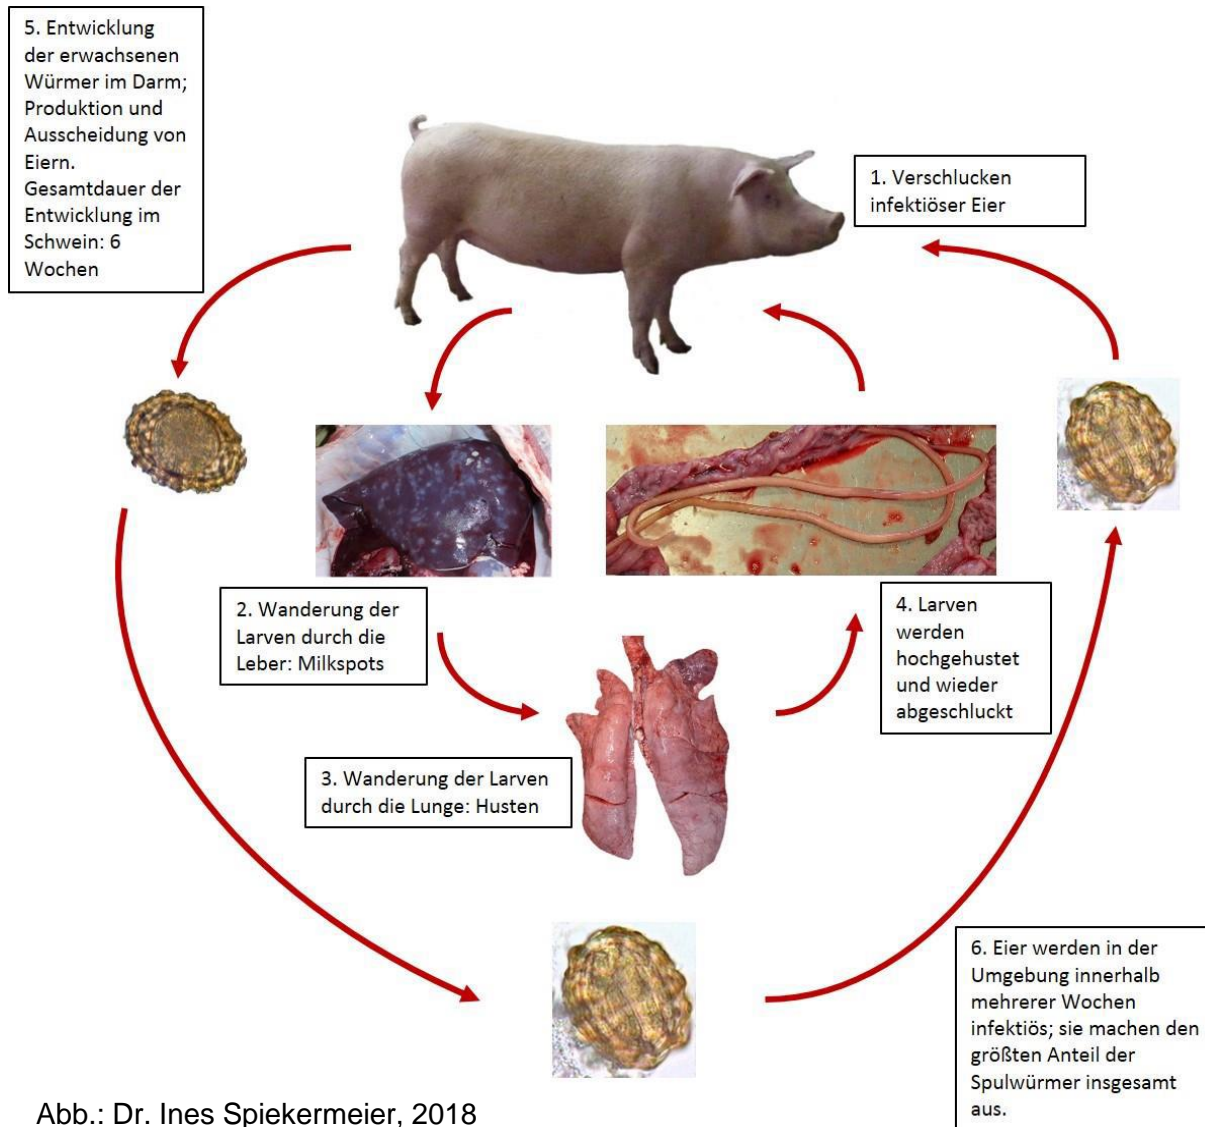 5. Entwicklung
der erwachsenen
Würmer im Darm;
Produktion und
Ausscheidung von
Eiern.
Gesamtdauer der
Entwicklung im
Schwein: 6
Wochen
1. Verschlucken
infektiöser Eier
2. Wanderung der
Larven durch die
Leber: Milkspots
4. Larven
werden
hochgehustet
und wieder
abgeschluckt
3. Wanderung der Larven
durch die Lunge: Husten
6. Eier werden in der
Umgebung innerhalb
mehrerer Wochen
infektiös; sie machen den
größten Anteil der
Spulwürmer insgesamt
aus.
Abb.: Dr. Ines Spiekermeier, 2018